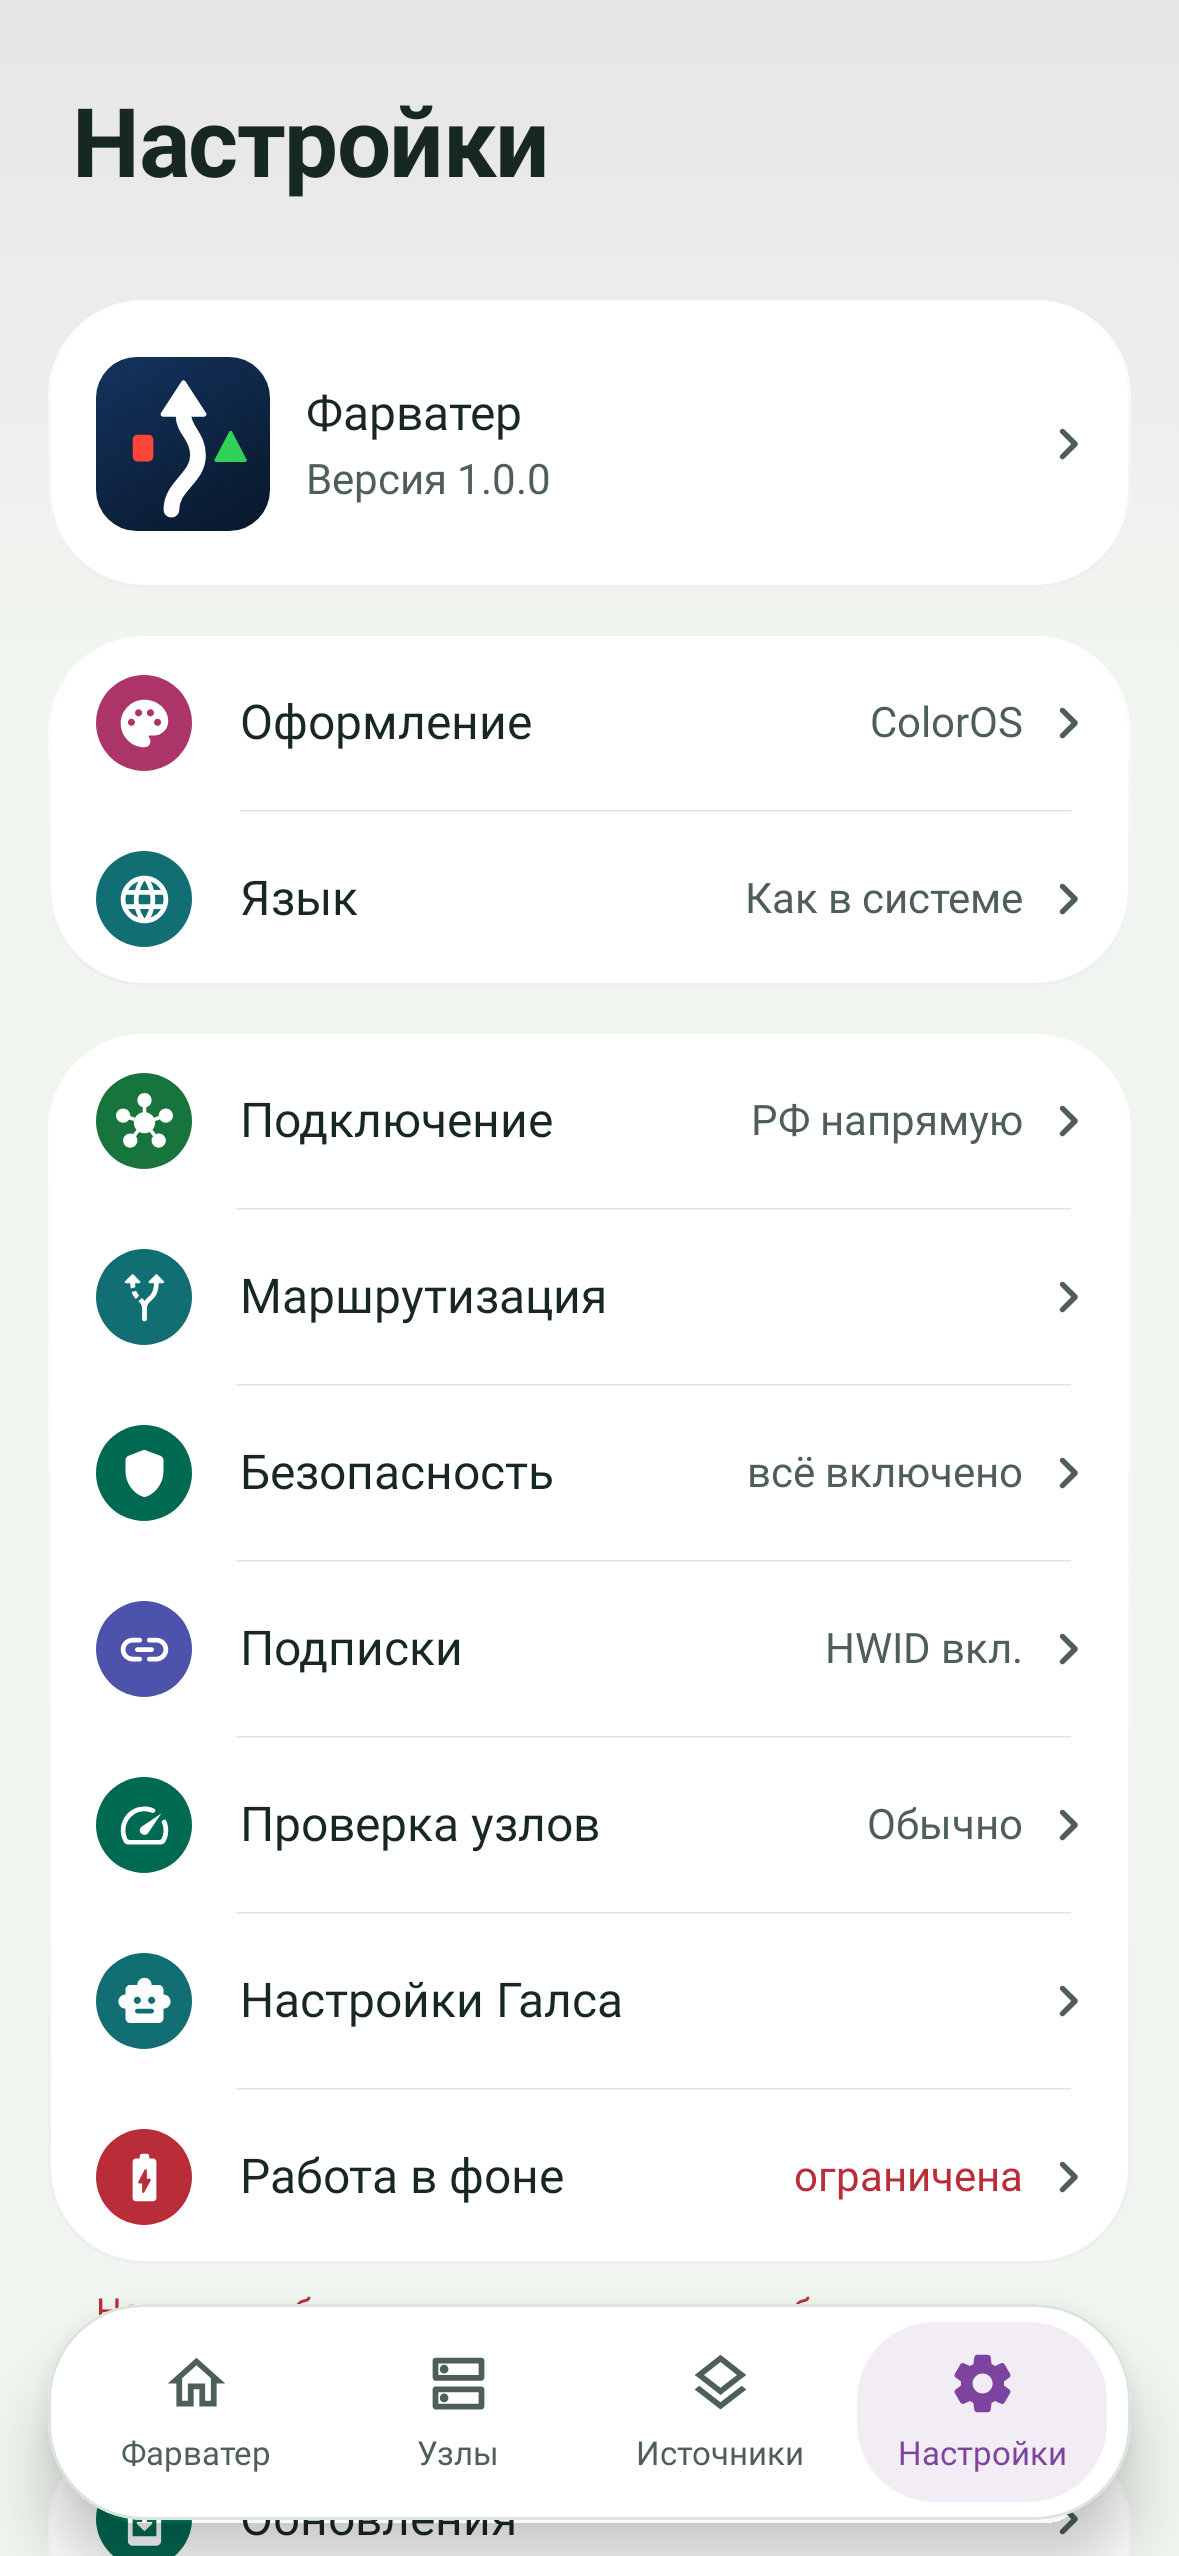 Настройки
Фарватер
Версия 1.0.0
Оформление ColorOS
Язык Как в системе
Подключение РФ напрямую
Маршрутизация
Безопасность всё включено
Подписки HWID вкл.
Проверка узлов Обычно
Настройки Галса
Работа в фоне ограничена
Фарватер Узлы Источники Настройки
Обновления